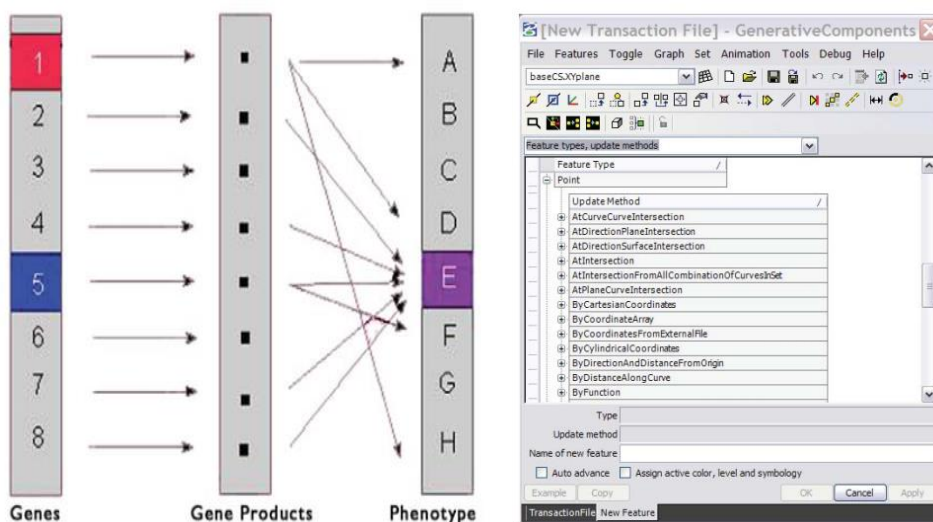 1
2
3
4
5
6
7
8
A
B
C
D
E
F
G
H
Genes
Gene Products
Phenotype
[New Transaction File] - GenerativeComponents
File Features Toggle Graph Set Animation Tools Debug Help
baseCS.XYplane
Feature types, update methods
Feature Type /
Point
Update Method /
AtCurveCurveIntersection
AtDirectionPlaneIntersection
AtDirectionSurfaceIntersection
AtIntersection
AtIntersectionFromAllCombinationOfCurvesInSet
AtPlaneCurveIntersection
ByCartesianCoordinates
ByCoordinateArray
ByCoordinatesFromExternalFile
ByCylindricalCoordinates
ByDirectionAndDistanceFromOrigin
ByDistanceAlongCurve
ByFunction
Type
Update method
Name of new feature
Auto advance Assign active color, level and symbology
Example Copy OK Cancel Apply
TransactionFile New Feature